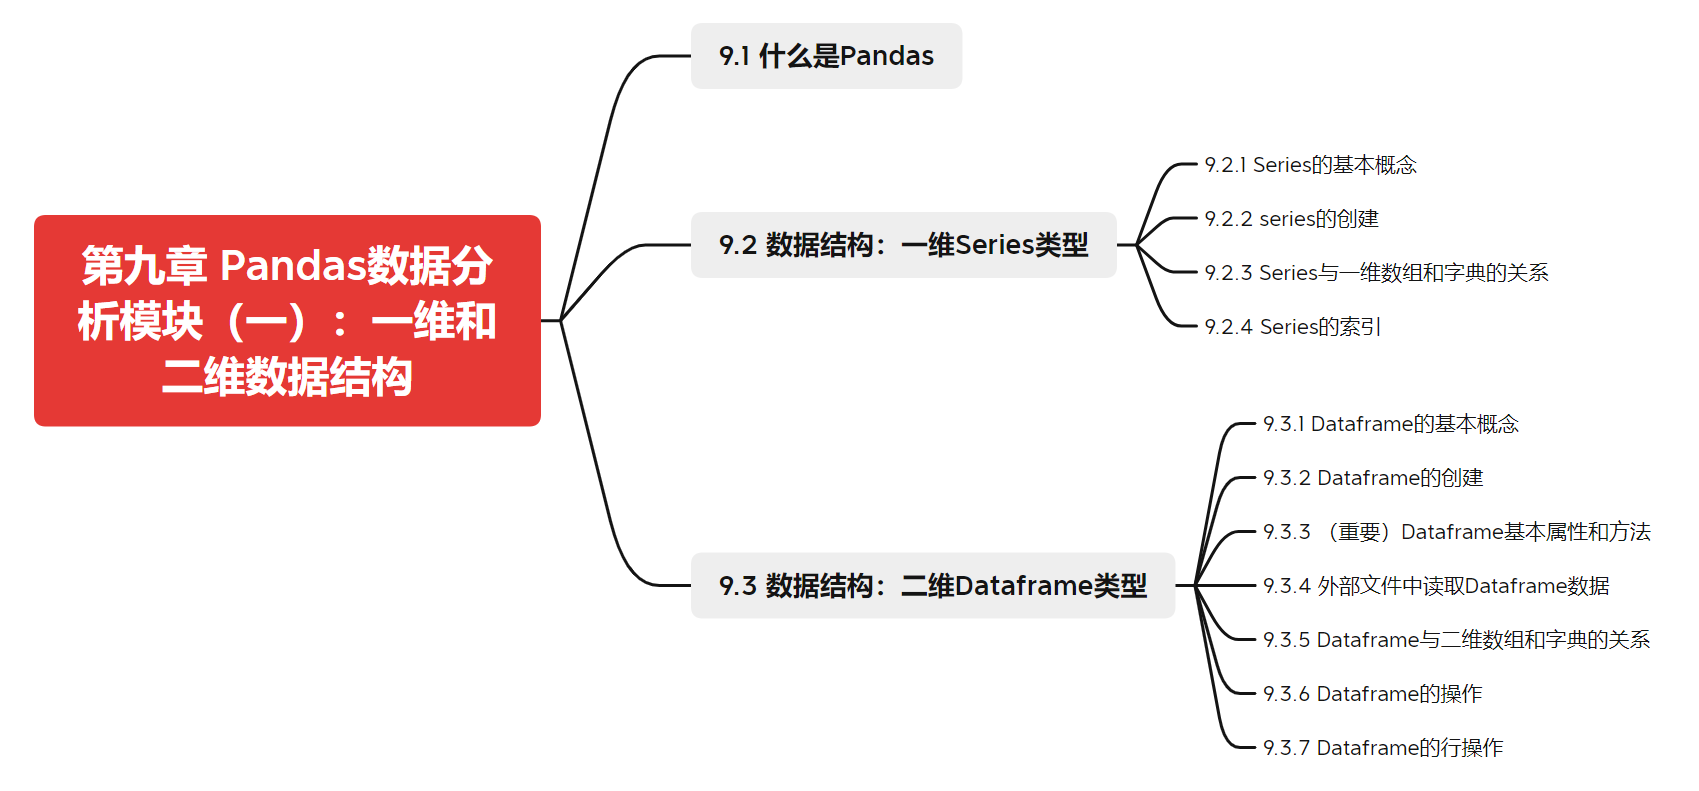 第九章 Pandas数据分
析模块（一）：一维和
二维数据结构
9.1 什么是Pandas
9.2 数据结构：一维Series类型
9.2.1 Series的基本概念
9.2.2 series的创建
9.2.3 Series与一维数组和字典的关系
9.2.4 Series的索引
9.3 数据结构：二维Dataframe类型
9.3.1 Dataframe的基本概念
9.3.2 Dataframe的创建
9.3.3 （重要）Dataframe基本属性和方法
9.3.4 外部文件中读取Dataframe数据
9.3.5 Dataframe与二维数组和字典的关系
9.3.6 Dataframe的操作
9.3.7 Dataframe的行操作